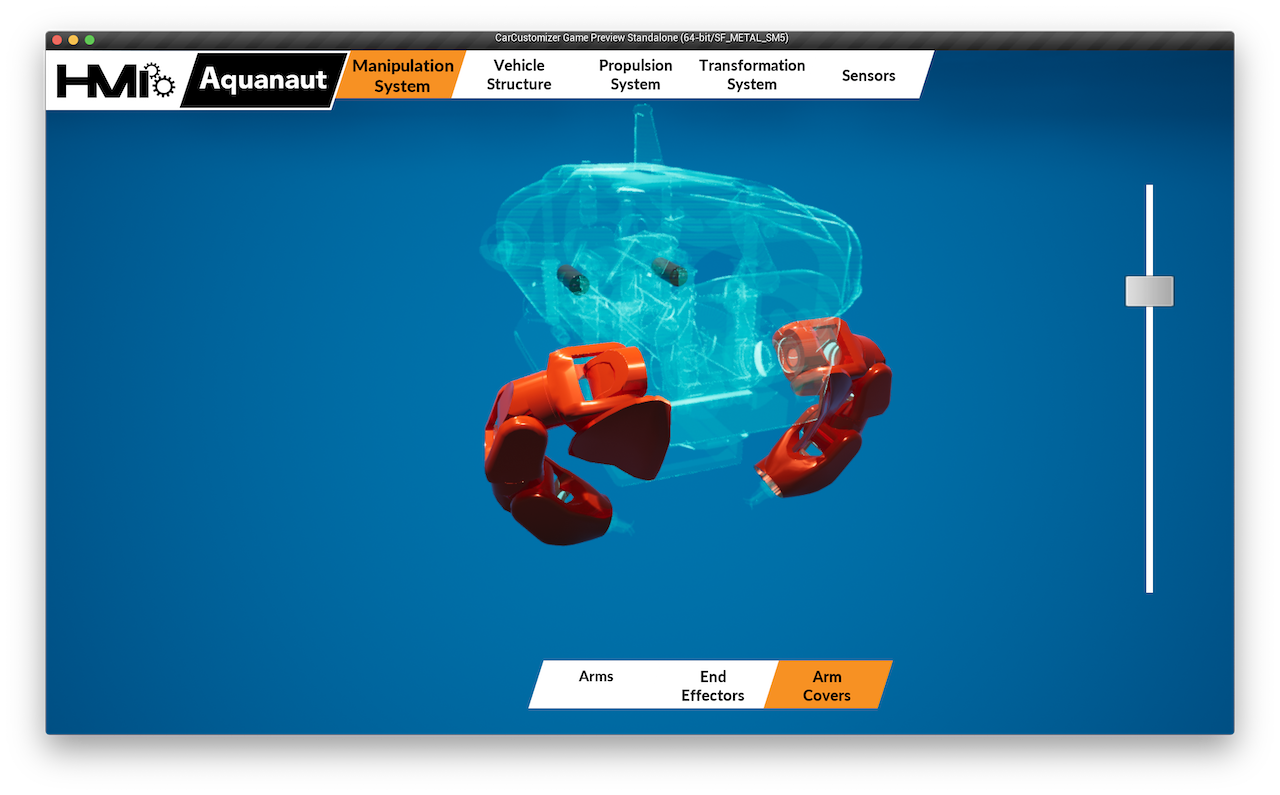 CarCustomizer Game Preview Standalone (64-bit/SF_METAL_SM5)
HMI
Aquanaut
Manipulation
System
Vehicle
Structure
Propulsion
System
Transformation
System
Sensors
Arms
End
Effectors
Arm
Covers